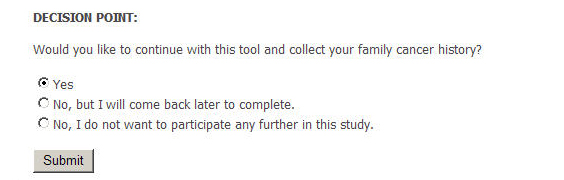 DECISION POINT:
Would you like to continue with this tool and collect your family cancer history?
Yes
No, but I will come back later to complete.
No, I do not want to participate any further in this study.
Submit